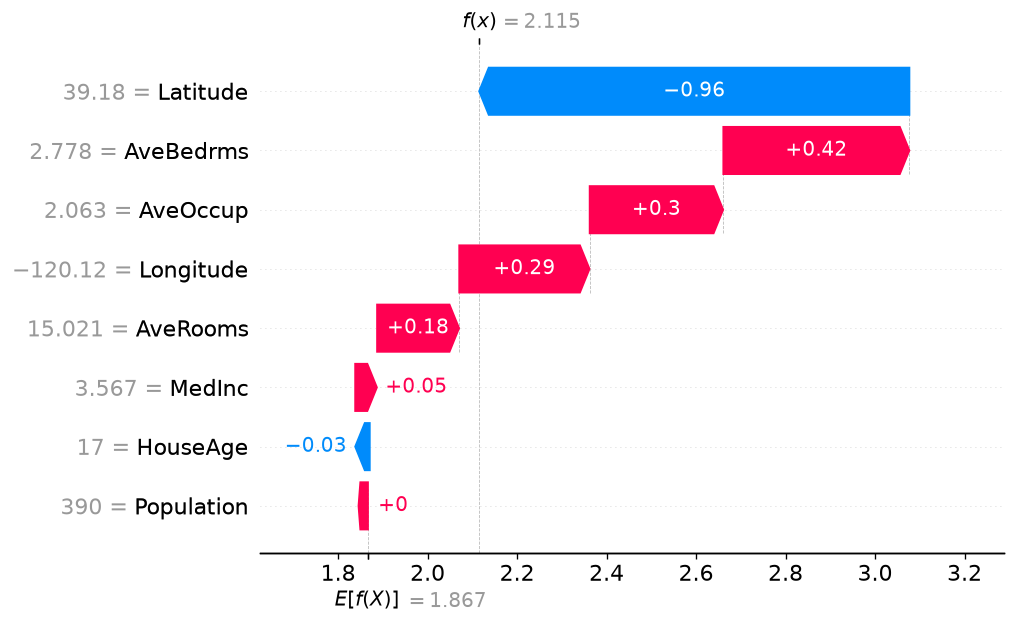 f(x) = 2.115
39.18 = Latitude
−0.96
2.778 = AveBedrms
+0.42
2.063 = AveOccup
+0.3
−120.12 = Longitude
+0.29
15.021 = AveRooms
+0.18
3.567 = MedInc
+0.05
17 = HouseAge
−0.03
390 = Population
+0
1.8 2.0 2.2 2.4 2.6 2.8 3.0 3.2
E[f(X)] = 1.867